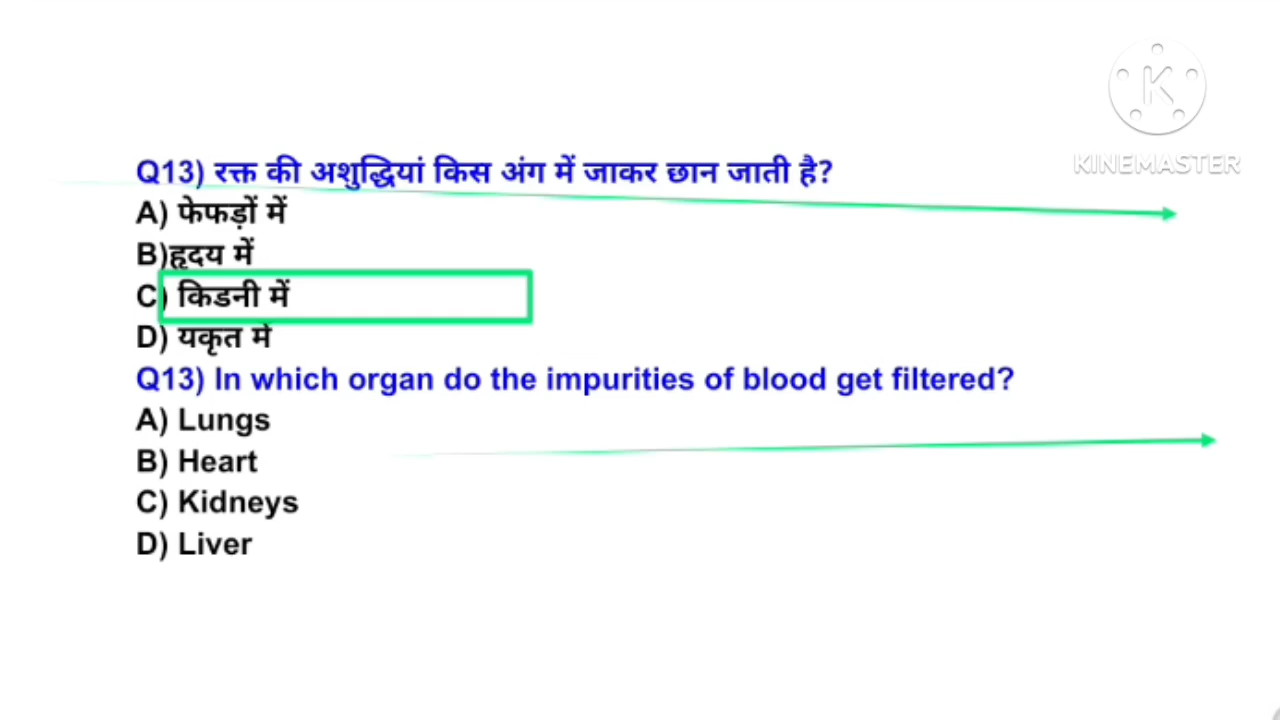 Q13) रक्त की अशुद्धियां किस अंग में जाकर छान जाती है?
A) फेफड़ों में
B)हृदय में
C) किडनी में
D) यकृत में
Q13) In which organ do the impurities of blood get filtered?
A) Lungs
B) Heart
C) Kidneys
D) Liver
K
KINEMASTER